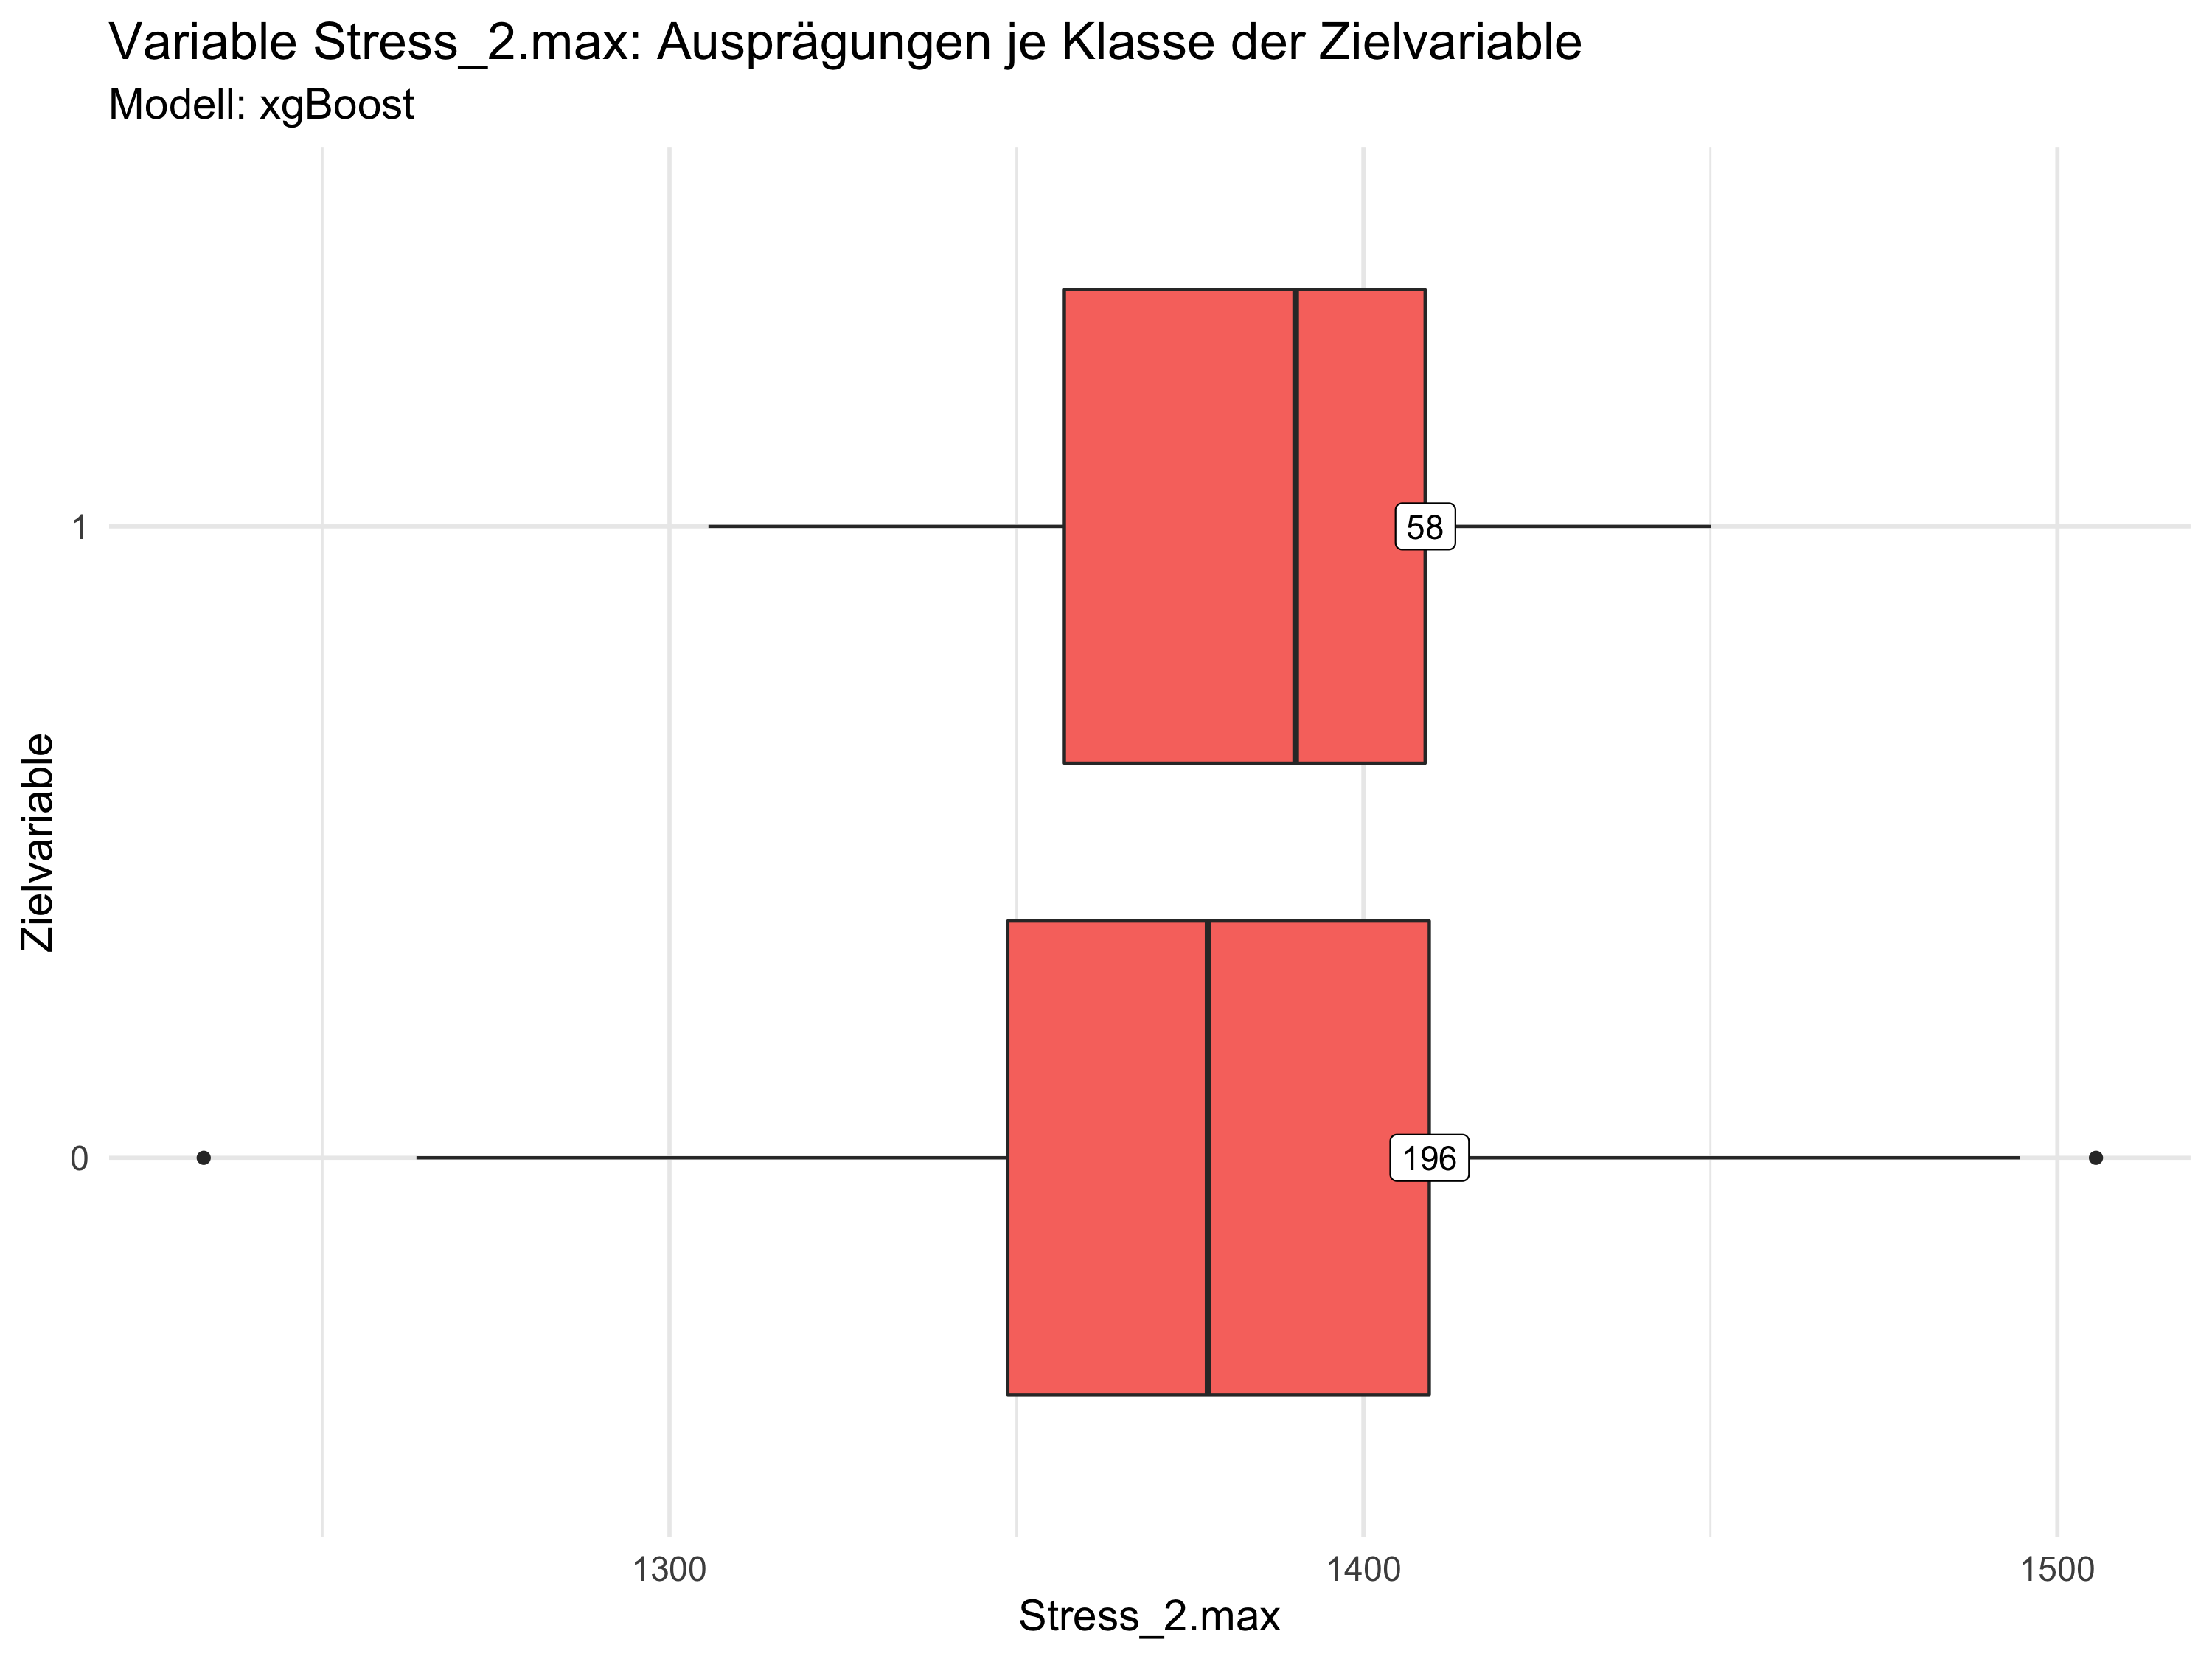 Variable Stress_2.max: Ausprägungen je Klasse der Zielvariable
Modell: xgBoost
Zielvariable
1
58
0
196
1300
1400
1500
Stress_2.max